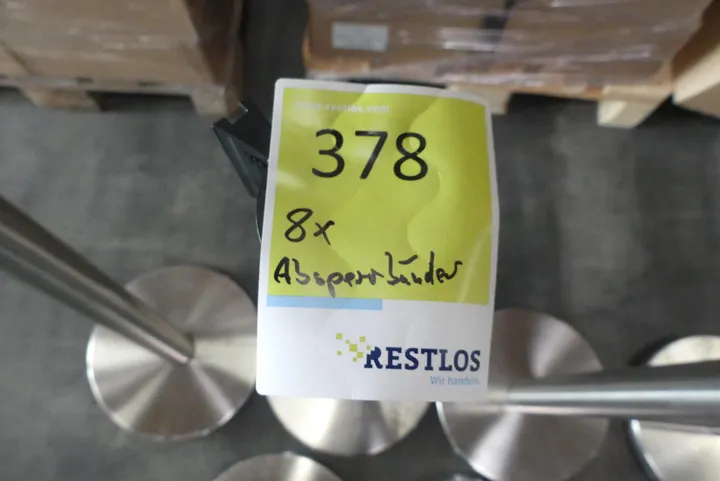 378
8x
Absperrbänder
RESTLOS
Wir handeln.